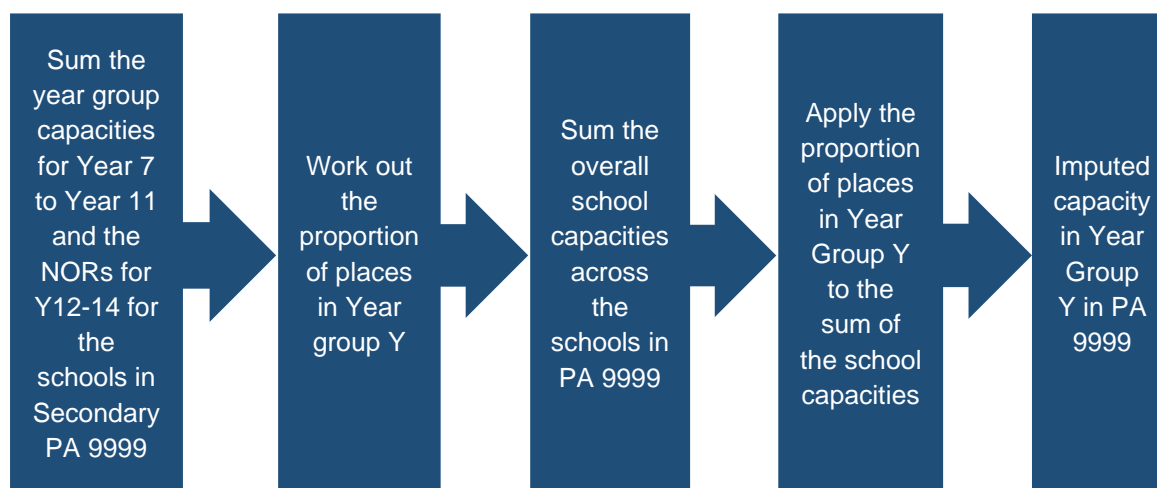 Sum the
year group
capacities
for Year 7
to Year 11
and the
NORs for
Y12-14 for
the
schools in
Secondary
PA 9999
Work out
the
proportion
of places
in Year
group Y
Sum the
overall
school
capacities
across
the
schools in
PA 9999
Apply the
proportion
of places
in Year
Group Y
to the
sum of
the school
capacities
Imputed
capacity
in Year
Group
Y in PA
9999